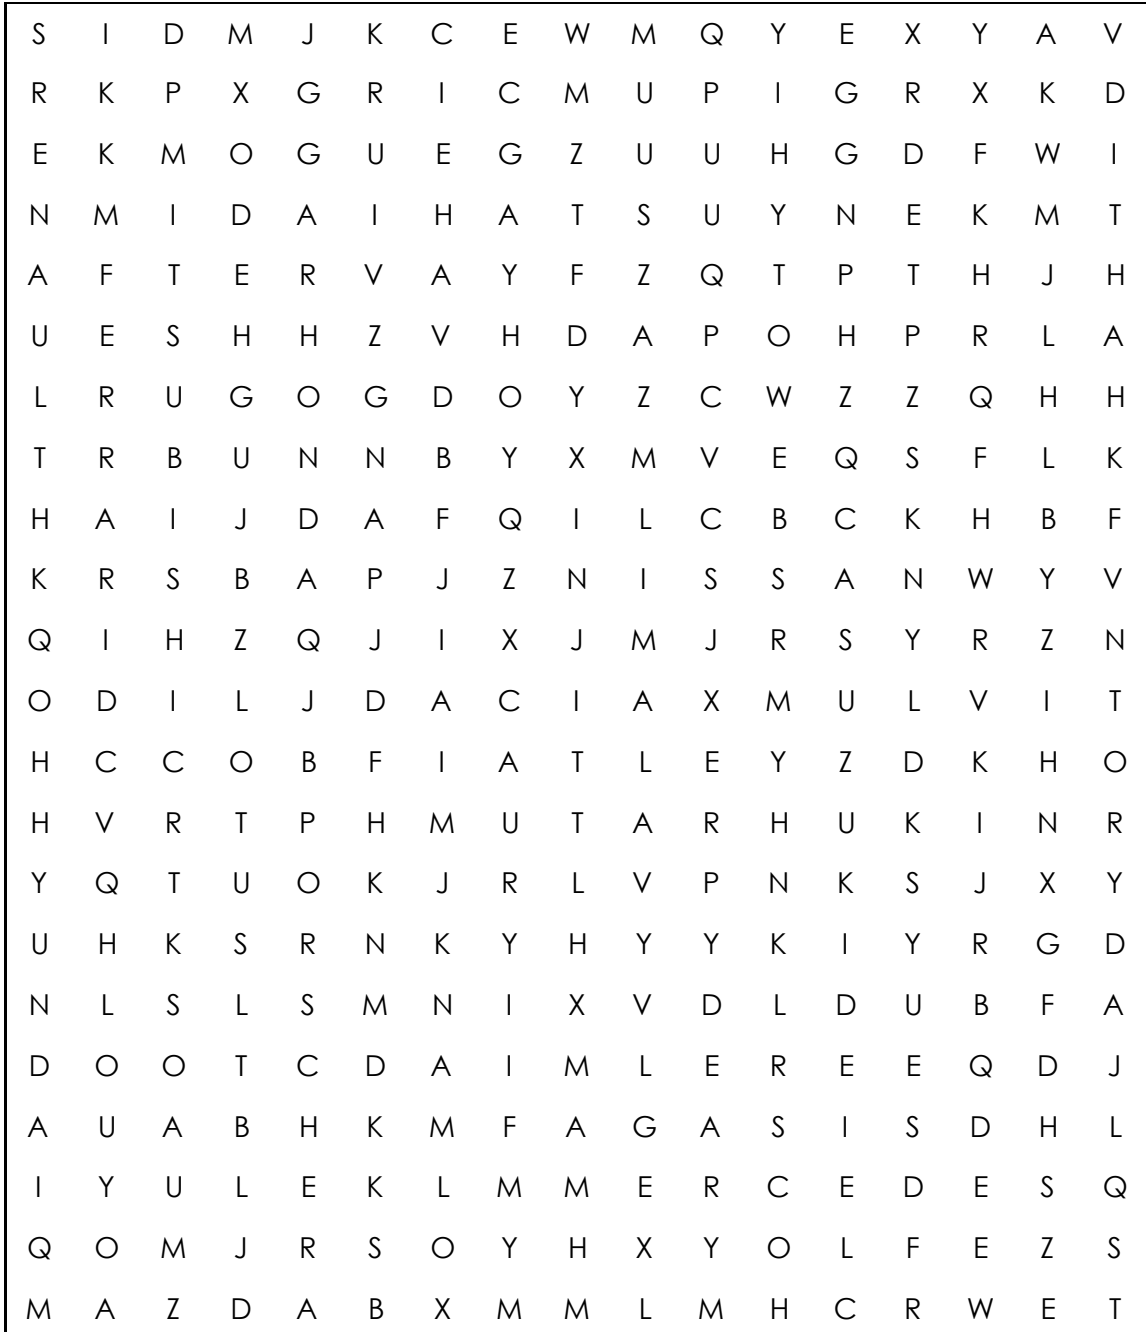 S I D M J K C E W M Q Y E X Y A V
R K P X G R I C M U P I G R X K D
E K M O G U E G Z U U H G D F W I
N M I D A I H A T S U Y N E K M T
A F T E R V A Y F Z Q T P T H J H
U E S H H Z V H D A P O H P R L A
L R U G O G D O Y Z C W Z Z Q H H
T R B U N N B Y X M V E Q S F L K
H A I J D A F Q I L C B C K H B F
K R S B A P J Z N I S S A N W Y V
Q I H Z Q J I X J M J R S Y R Z N
O D I L J D A C I A X M U L V I T
H C C O B F I A T L E Y Z D K H O
H V R T P H M U T A R H U K I N R
Y Q T U O K J R L V P N K S J X Y
U H K S R N K Y H Y Y K I Y R G D
N L S L S M N I X V D L D U B F A
D O O T C D A I M L E R E E Q D J
A U A B H K M F A G A S I S D H L
I Y U L E K L M M E R C E D E S Q
Q O M J R S O Y H X Y O L F E Z S
M A Z D A B X M M L M H C R W E T